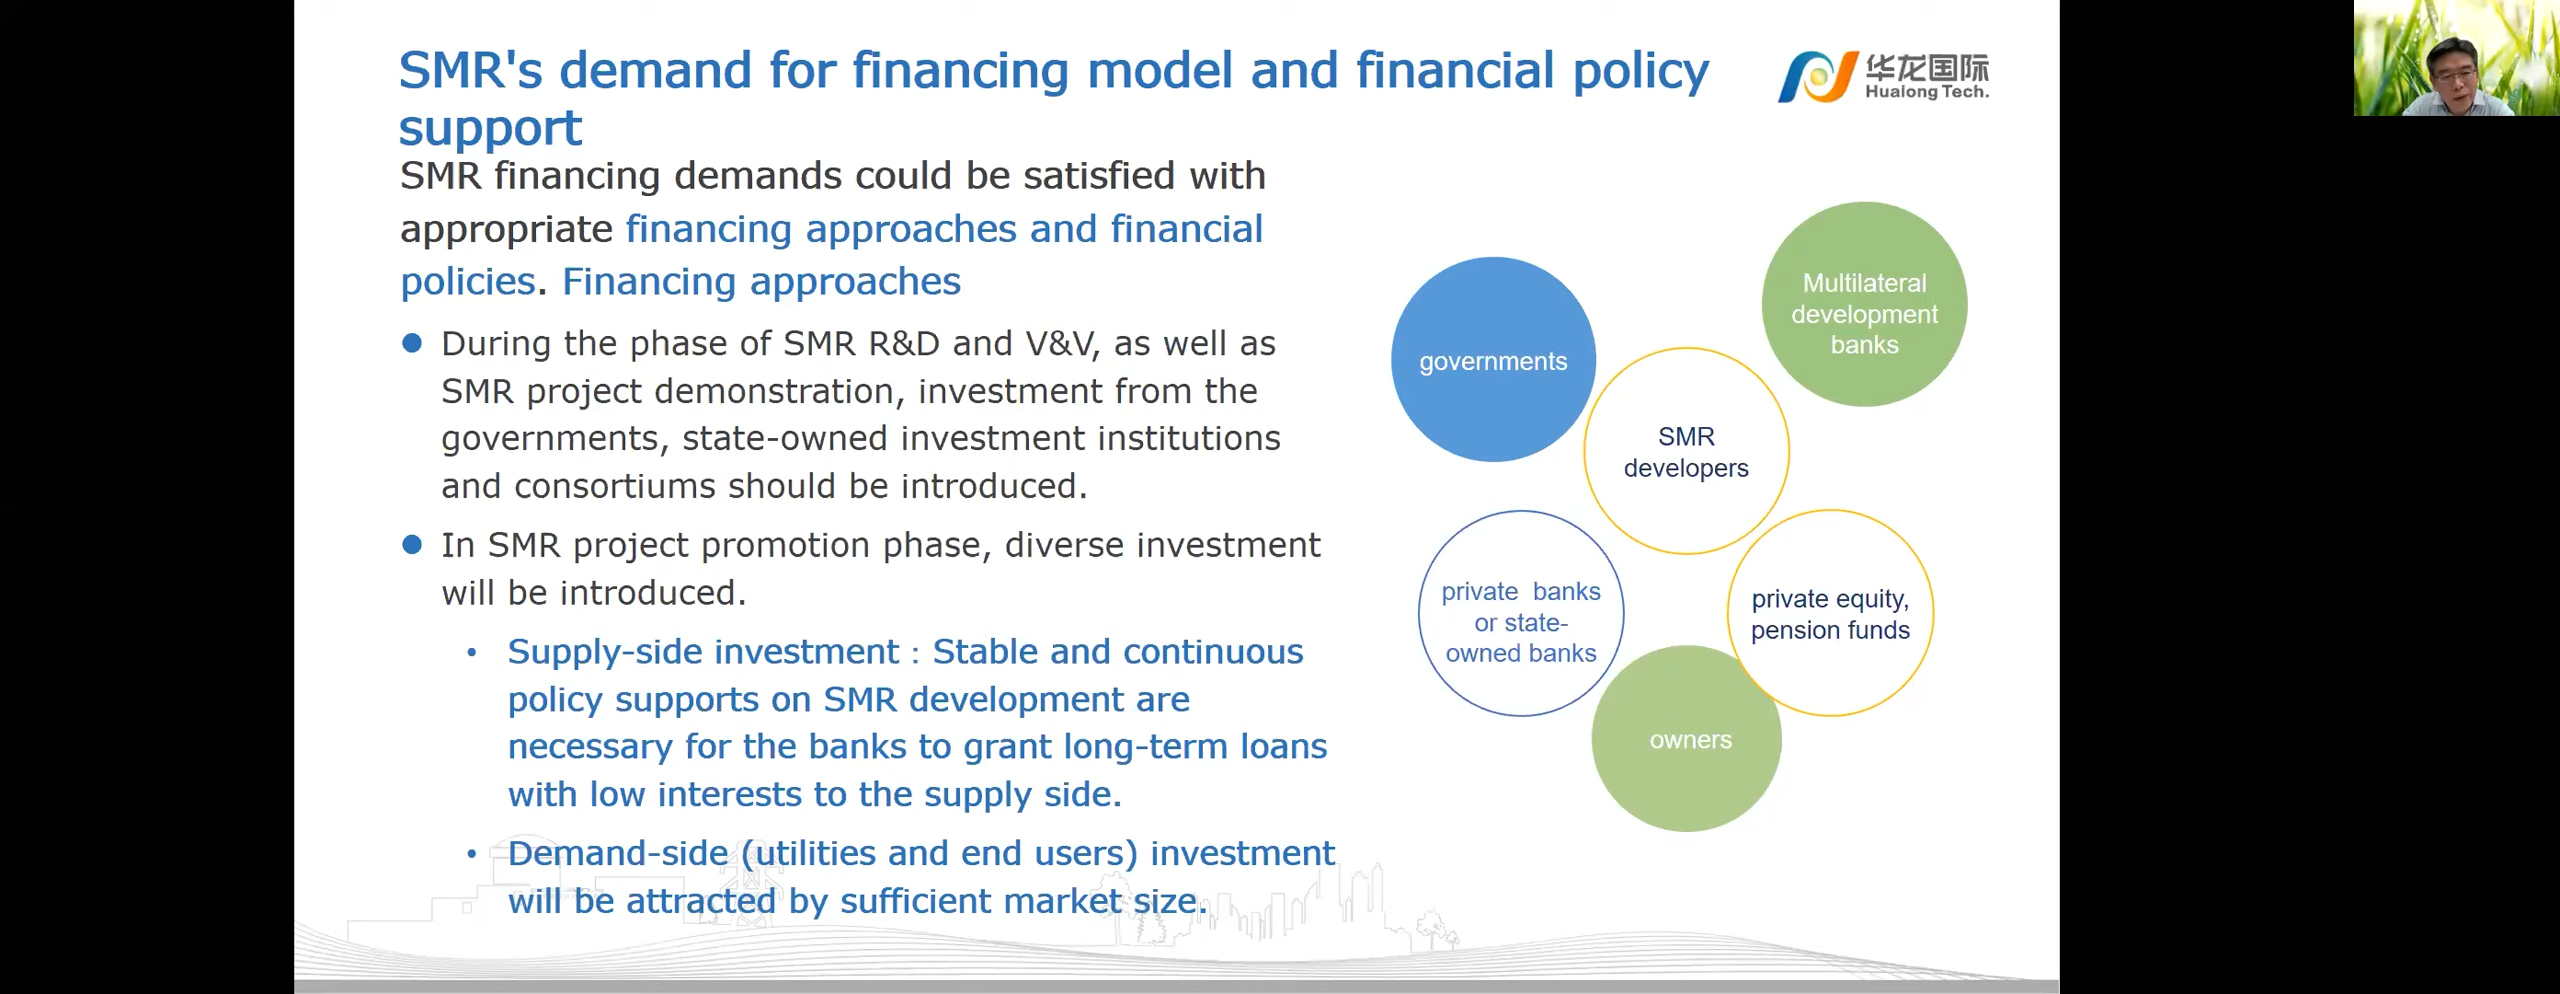 SMR's demand for financing model and financial policy
support
华龙国际
Hualong Tech.
SMR financing demands could be satisfied with
appropriate financing approaches and financial
policies. Financing approaches
During the phase of SMR R&D and V&V, as well as
SMR project demonstration, investment from the
governments, state-owned investment institutions
and consortiums should be introduced.
In SMR project promotion phase, diverse investment
will be introduced.
Supply-side investment：Stable and continuous
policy supports on SMR development are
necessary for the banks to grant long-term loans
with low interests to the supply side.
Demand-side (utilities and end users) investment
will be attracted by sufficient market size.
governments
Multilateral
development
banks
SMR
developers
private  banks
or state-
owned banks
private equity,
pension funds
owners